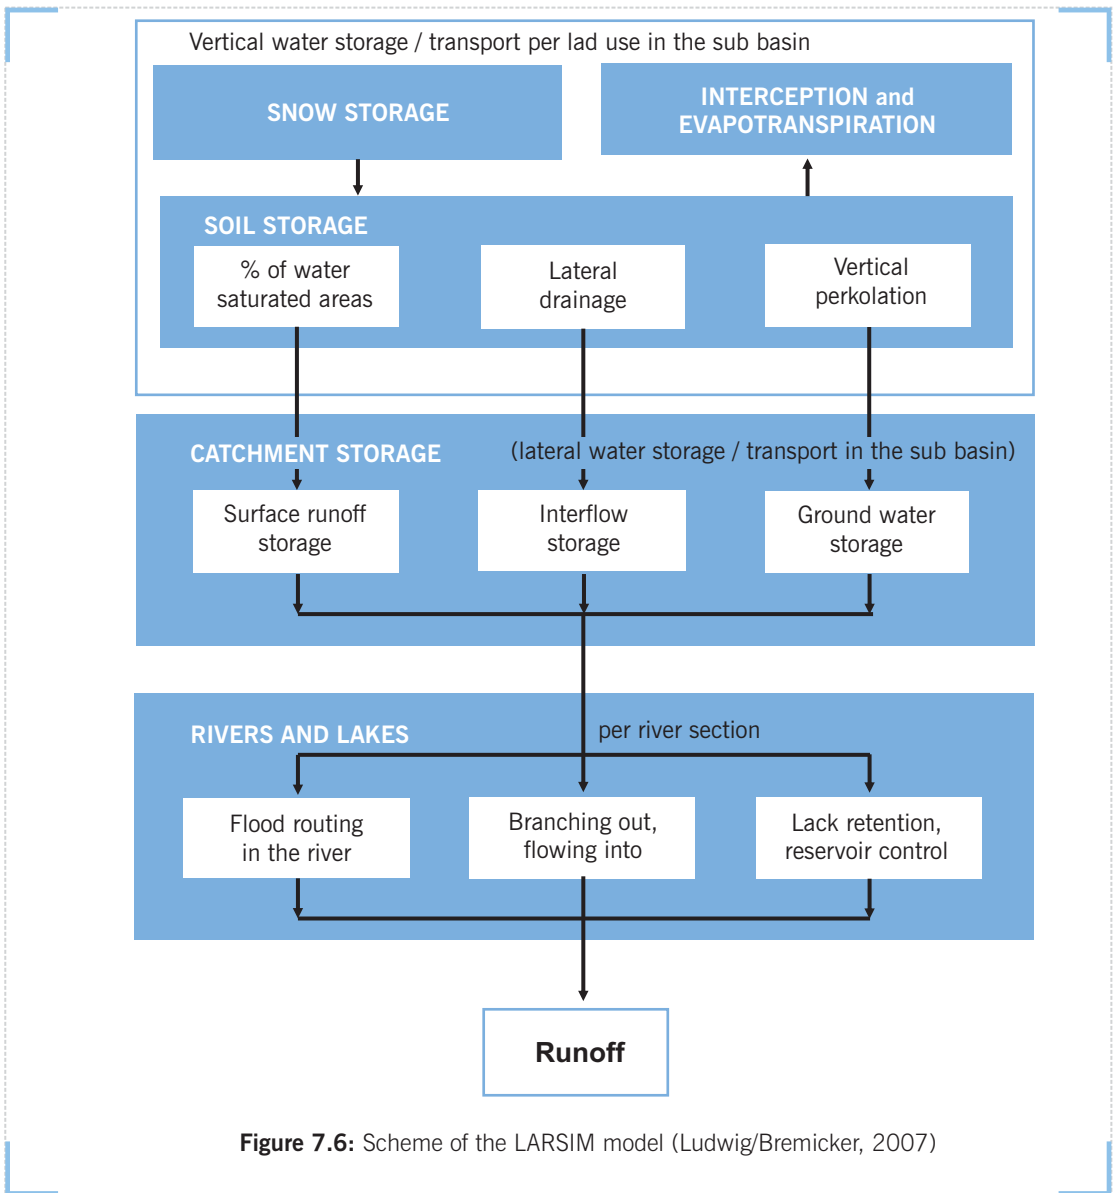 Vertical water storage / transport per lad use in the sub basin
SNOW STORAGE
INTERCEPTION and
EVAPOTRANSPIRATION
SOIL STORAGE
% of water
saturated areas
Lateral
drainage
Vertical
perkolation
CATCHMENT STORAGE
(lateral water storage / transport in the sub basin)
Surface runoff
storage
Interflow
storage
Ground water
storage
RIVERS AND LAKES
per river section
Flood routing
in the river
Branching out,
flowing into
Lack retention,
reservoir control
Runoff
Figure 7.6: Scheme of the LARSIM model (Ludwig/Bremicker, 2007)